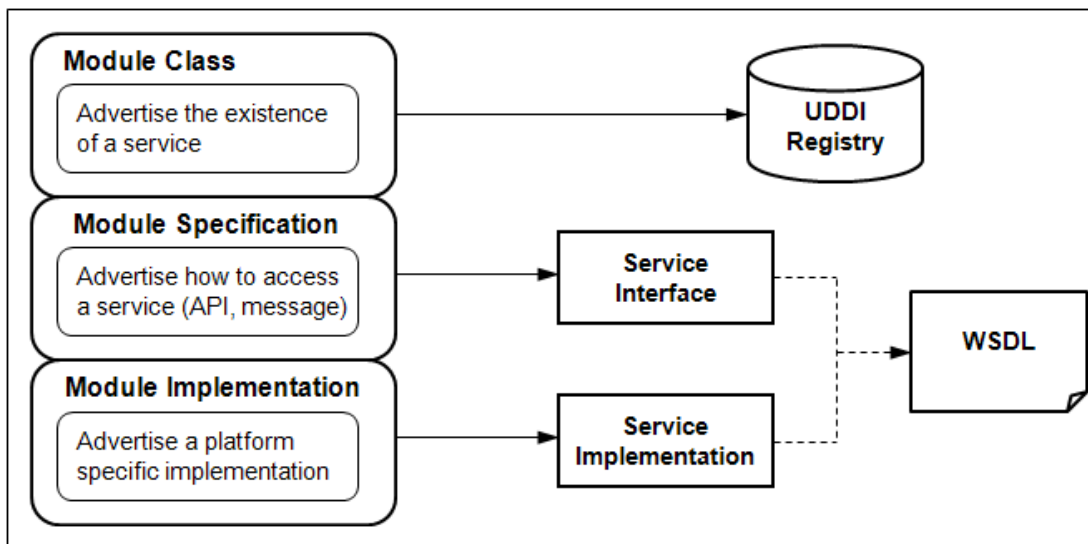 Module Class
Advertise the existence
of a service
UDDI
Registry
Module Specification
Advertise how to access
a service (API, message)
Service
Interface
WSDL
Module Implementation
Advertise a platform
specific implementation
Service
Implementation